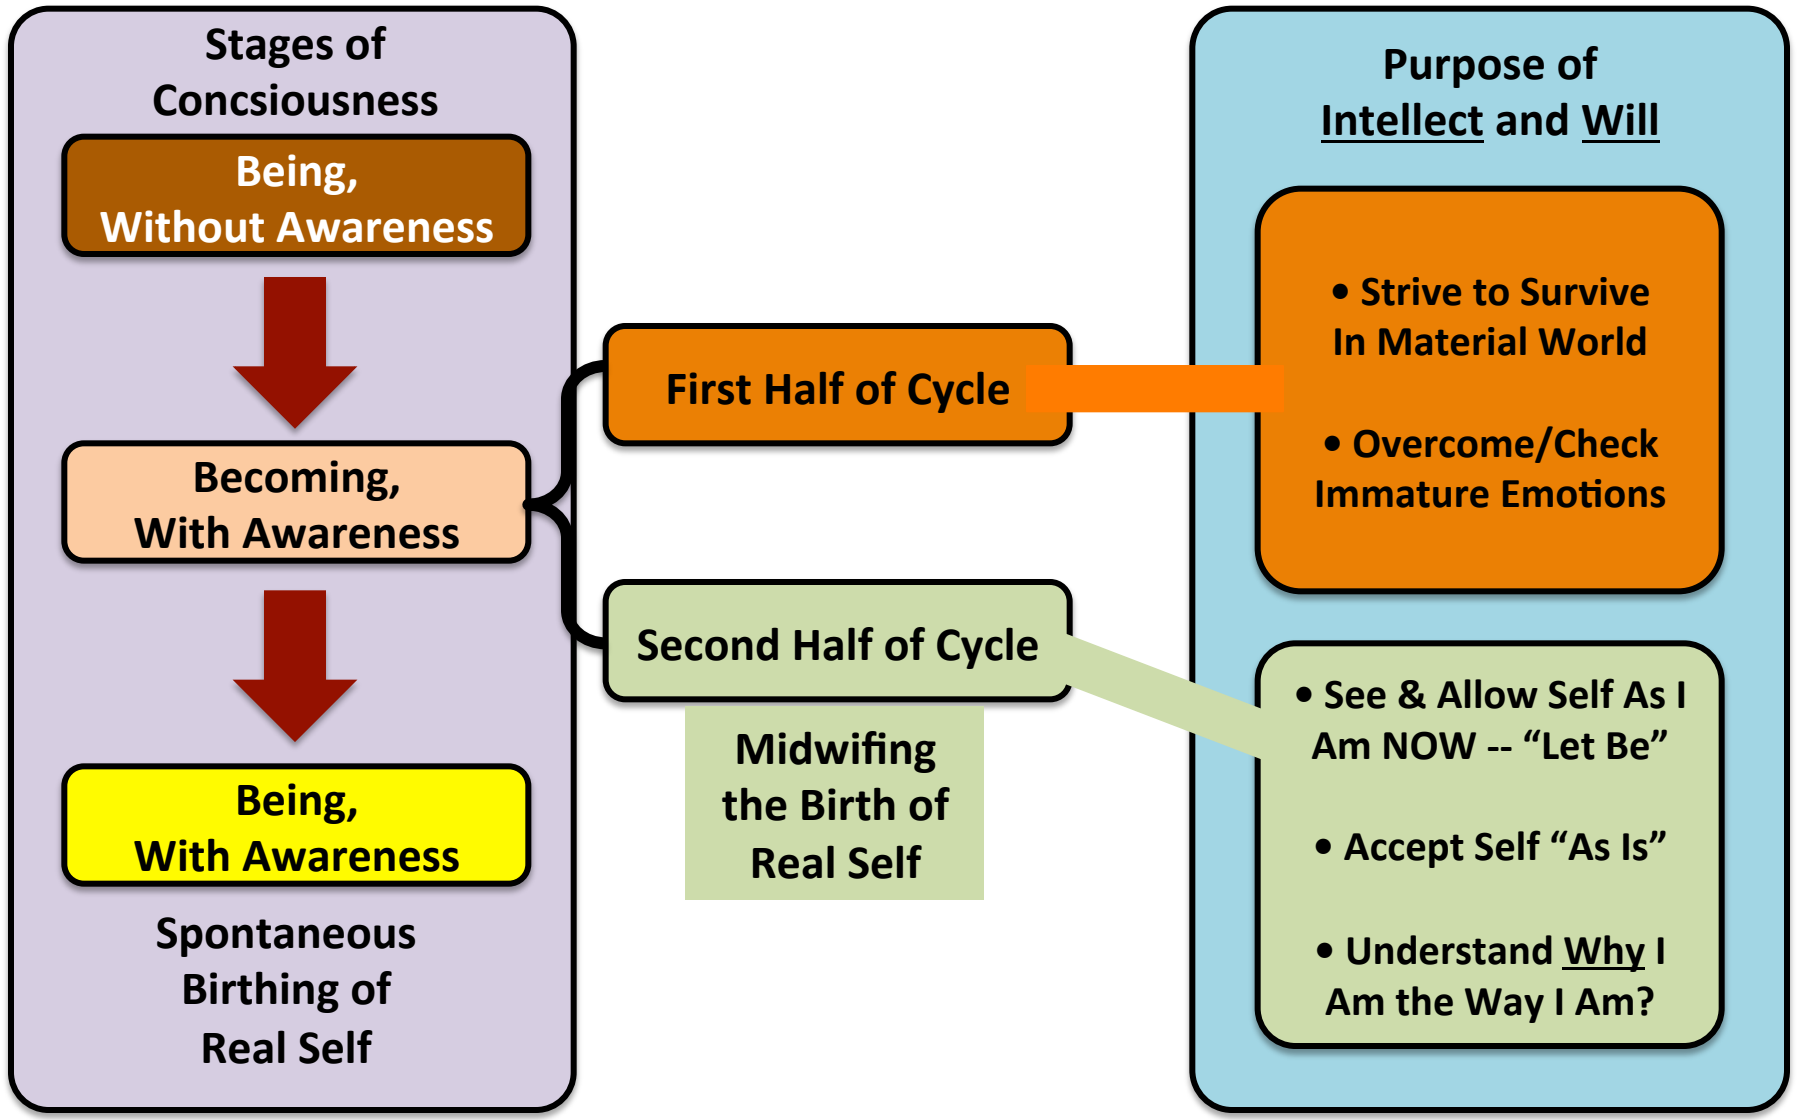 Stages of
Concsiousness
Being,
Without Awareness
Becoming,
With Awareness
Being,
With Awareness
Spontaneous
Birthing of
Real Self
First Half of Cycle
Second Half of Cycle
Midwifing
the Birth of
Real Self
Purpose of
Intellect and Will
• Strive to Survive
In Material World
• Overcome/Check
Immature Emotions
• See & Allow Self As I
Am NOW -- “Let Be”
• Accept Self “As Is”
• Understand Why I
Am the Way I Am?